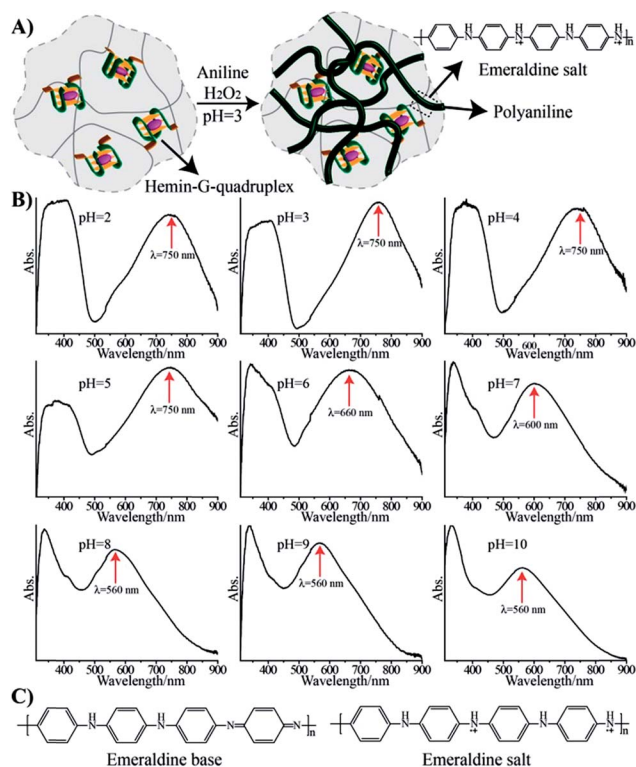 A)
Aniline
H₂O₂
pH=3
Hemin-G-quadruplex
H N H N H N H N n
Emeraldine salt
Polyaniline
B)
Abs.
pH=2
λ=750 nm
400 500 600 700 800 900
Wavelength/nm
pH=3
λ=750 nm
400 500 600 700 800 900
Wavelength/nm
pH=4
λ=750 nm
400 500 600 700 800 900
Wavelength/nm
Abs.
pH=5
λ=750 nm
400 500 600 700 800 900
Wavelength/nm
pH=6
λ=660 nm
400 500 600 700 800 900
Wavelength/nm
pH=7
λ=600 nm
400 500 600 700 800 900
Wavelength/nm
Abs.
pH=8
λ=560 nm
400 500 600 700 800 900
Wavelength/nm
pH=9
λ=560 nm
400 500 600 700 800 900
Wavelength/nm
pH=10
λ=560 nm
400 500 600 700 800 900
Wavelength/nm
C)
H N H N N N n
Emeraldine base
H N H N •+ H N H N •+ n
Emeraldine salt